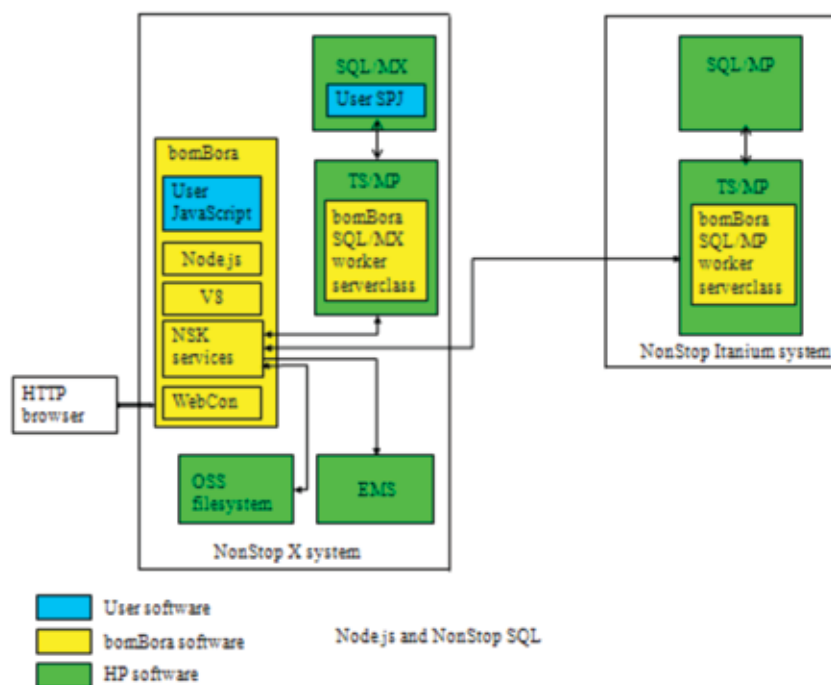 SQL/MX
User SPJ
bomBora
User
JavaScript
Node.js
V8
NSK
services
WebCon
TS/MP
bomBora
SQL/MX
worker
serverclass
HTTP
browser
OSS
filesystem
EMS
NonStop X system
SQL/MP
TS/MP
bomBora
SQL/MP
worker
serverclass
NonStop Itanium system
User software
bomBora software
HP software
Node.js and NonStop SQL